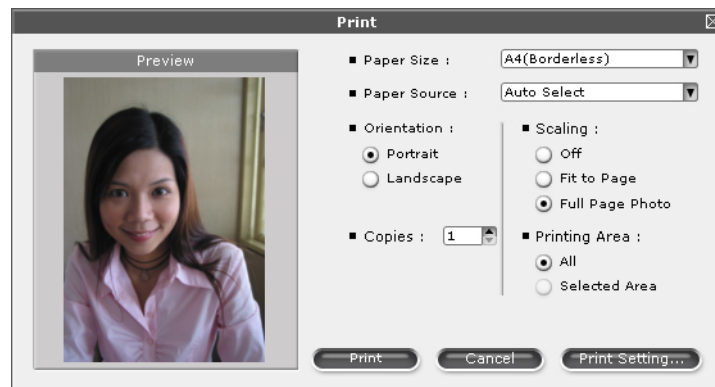 Print
Preview
Paper Size :
A4(Borderless)
Paper Source :
Auto Select
Orientation :
Portrait
Landscape
Scaling :
Off
Fit to Page
Full Page Photo
Copies :
1
Printing Area :
All
Selected Area
Print
Cancel
Print Setting...